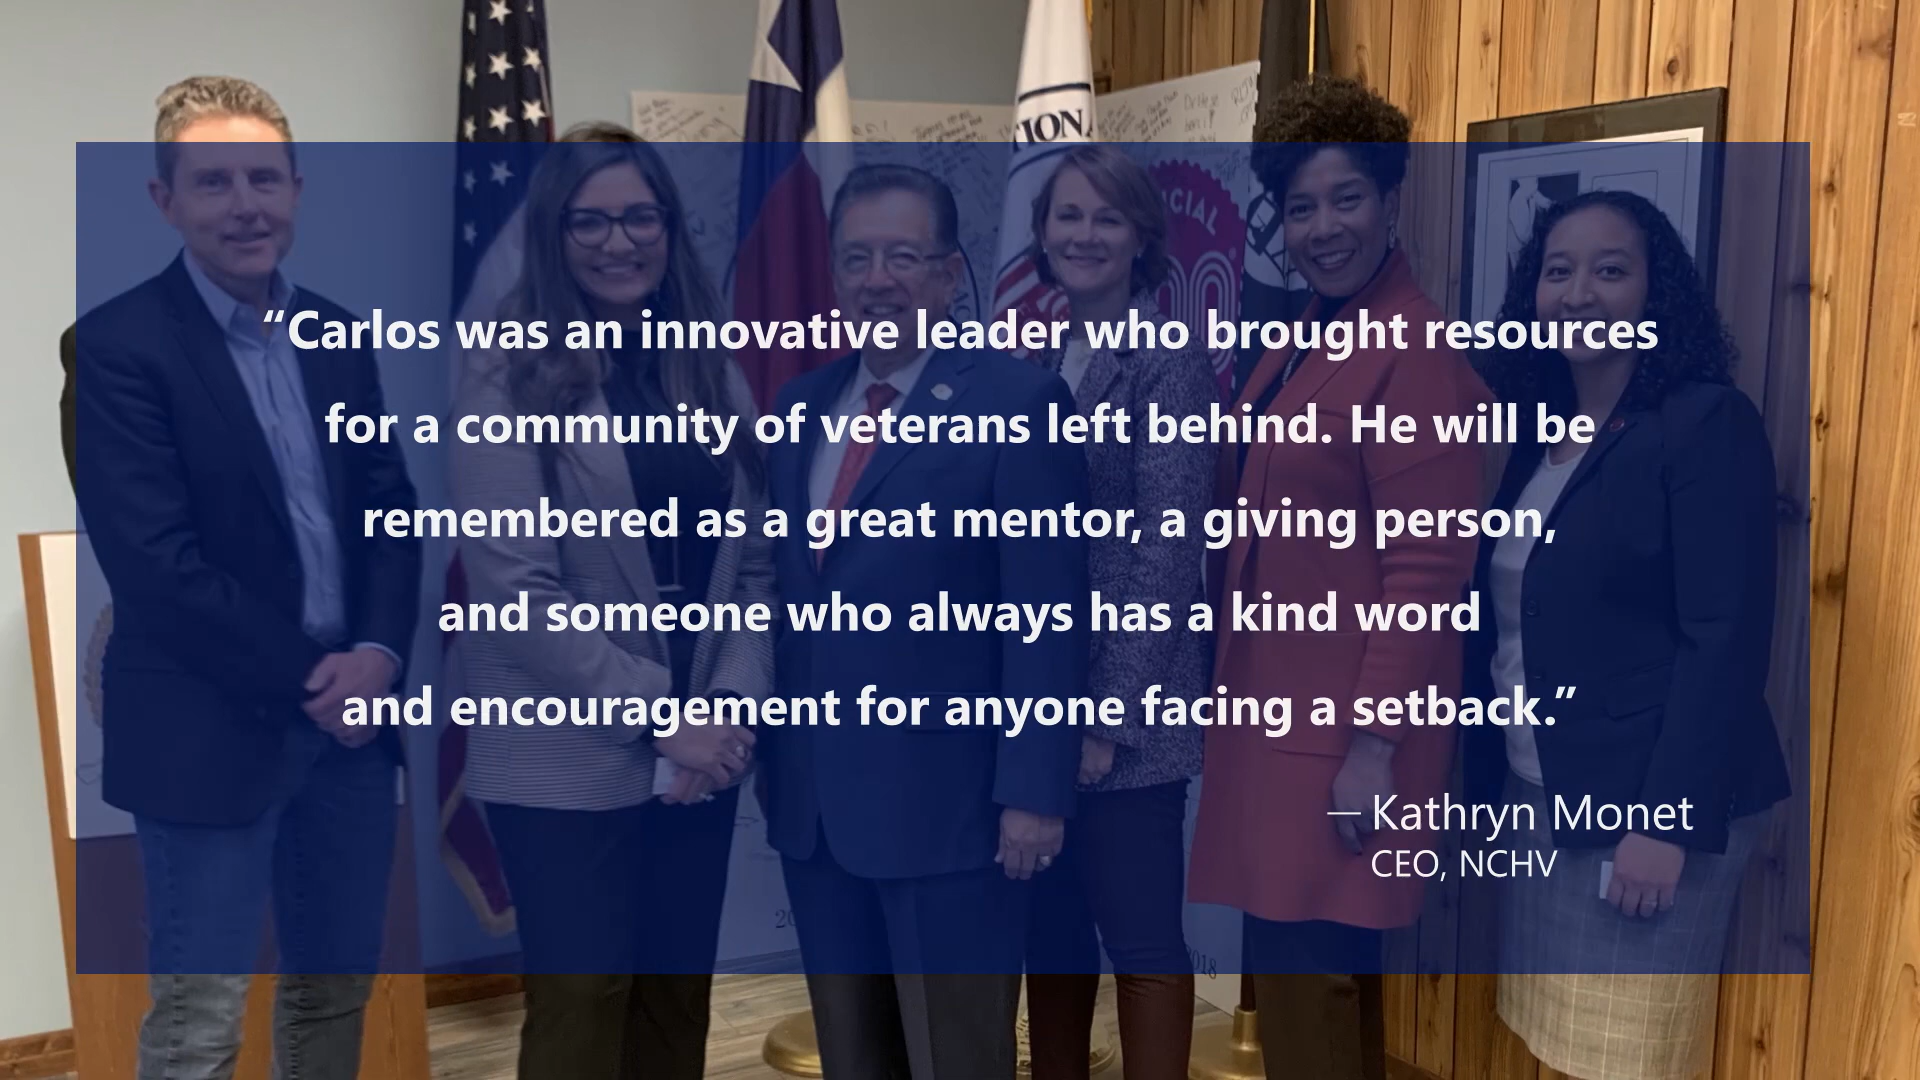 “Carlos was an innovative leader who brought resources
for a community of veterans left behind. He will be
remembered as a great mentor, a giving person,
and someone who always has a kind word
and encouragement for anyone facing a setback.”
— Kathryn Monet
CEO, NCHV